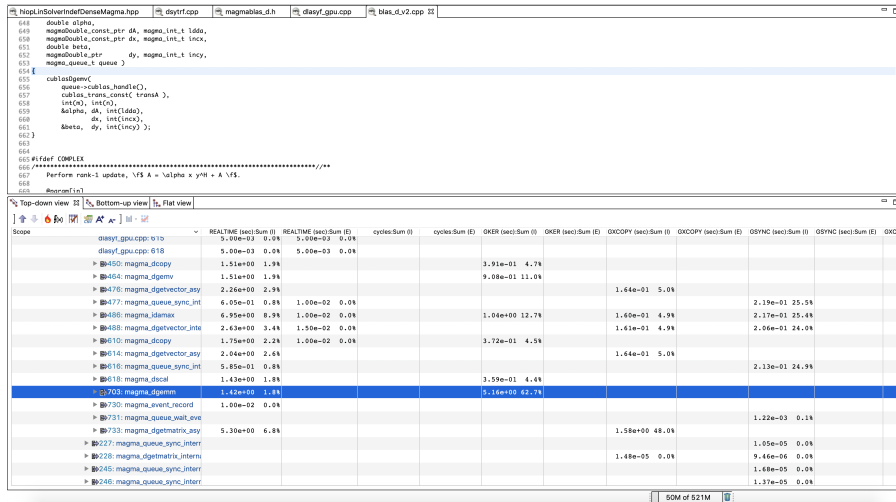 hiopLinSolverIndefDenseMagma.hpp dsytrf.cpp magmablas_d.h dlasyf_gpu.cpp blas_d_v2.cpp
648 double alpha,
649 magmaDouble_const_ptr dA, magma_int_t ldda,
650 magmaDouble_const_ptr dx, magma_int_t incx,
651 double beta,
652 magmaDouble_ptr dy, magma_int_t incy,
653 magma_queue_t queue )
654 {
655 cublasDgemv(
656 queue->cublas_handle(),
657 cublas_trans_const( transA ),
658 int(m), int(n),
659 &alpha, dA, int(ldda),
660 dx, int(incx),
661 &beta, dy, int(incy) );
662 }
663
664
665 #ifdef COMPLEX
666 /***************************************************************************//**
667 Perform rank-1 update, \f$ A = \alpha x y^H + A \f$.
668
669 @param[in]
Top-down view Bottom-up view Flat view
Scope REALTIME (sec):Sum (I) REALTIME (sec):Sum (E) cycles:Sum (I) cycles:Sum (E) GKER (sec):Sum (I) GKER (sec):Sum (E) GXCOPY (sec):Sum (I) GXCOPY (sec):Sum (E) GSYNC (sec):Sum (I) GSYNC (sec):Sum (E) GXC
dlasyf_gpu.cpp: 615 5.00e-03 0.0% 5.00e-03 0.0%
dlasyf_gpu.cpp: 618 5.00e-03 0.0% 5.00e-03 0.0%
450: magma_dcopy 1.51e+00 1.9% 3.91e-01 4.7%
464: magma_dgemv 1.51e+00 1.9% 9.08e-01 11.0%
476: magma_dgetvector_asy 2.26e+00 2.9% 1.64e-01 5.0%
477: magma_queue_sync_int 6.05e-01 0.8% 1.00e-02 0.0% 2.19e-01 25.5%
486: magma_idamax 6.95e+00 8.9% 1.00e-02 0.0% 1.04e+00 12.7% 1.60e-01 4.9% 2.17e-01 25.4%
488: magma_dgetvector_inte 2.63e+00 3.4% 1.50e-02 0.0% 1.61e-01 4.9% 2.06e-01 24.0%
610: magma_dcopy 1.75e+00 2.2% 1.00e-02 0.0% 3.72e-01 4.5%
614: magma_dgetvector_asy 2.04e+00 2.6% 1.64e-01 5.0%
616: magma_queue_sync_int 5.85e-01 0.8% 2.13e-01 24.9%
618: magma_dscal 1.43e+00 1.8% 3.59e-01 4.4%
703: magma_dgemm 1.42e+00 1.8% 5.16e+00 62.7%
730: magma_event_record 1.00e-02 0.0%
731: magma_queue_wait_eve 1.22e-03 0.1%
733: magma_dgetmatrix_asy 5.30e+00 6.8% 1.58e+00 48.0%
227: magma_queue_sync_interr 1.05e-05 0.0%
228: magma_dgetmatrix_interna 1.48e-05 0.0% 9.46e-06 0.0%
245: magma_queue_sync_interr 1.68e-05 0.0%
246: magma_queue_sync_interr 1.37e-05 0.0%
50M of 521M